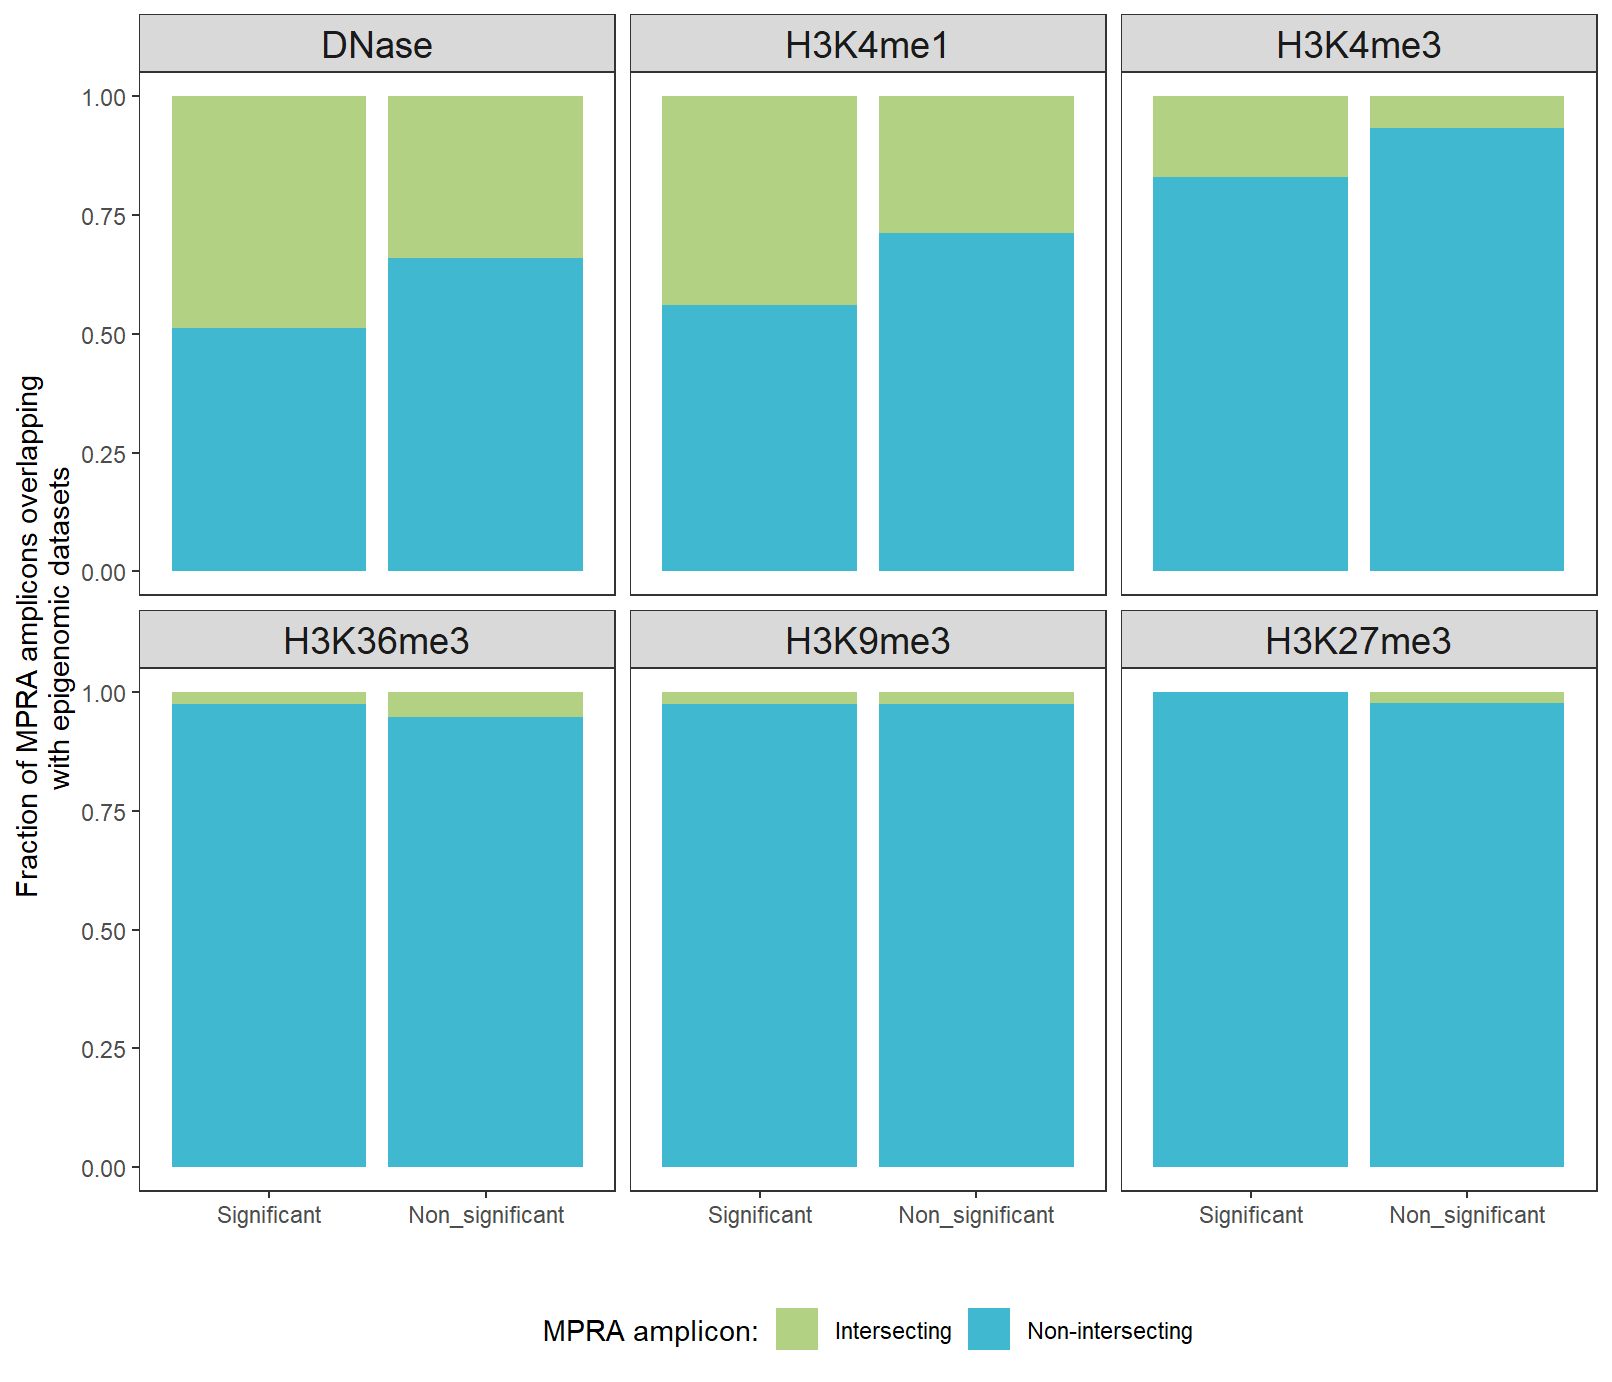 DNase
H3K4me1
H3K4me3
1.00
0.75
0.50
0.25
0.00
Fraction of MPRA amplicons overlapping
with epigenomic datasets
H3K36me3
H3K9me3
H3K27me3
1.00
0.75
0.50
0.25
0.00
Significant
Non_significant
Significant
Non_significant
Significant
Non_significant
MPRA amplicon:
Intersecting
Non-intersecting